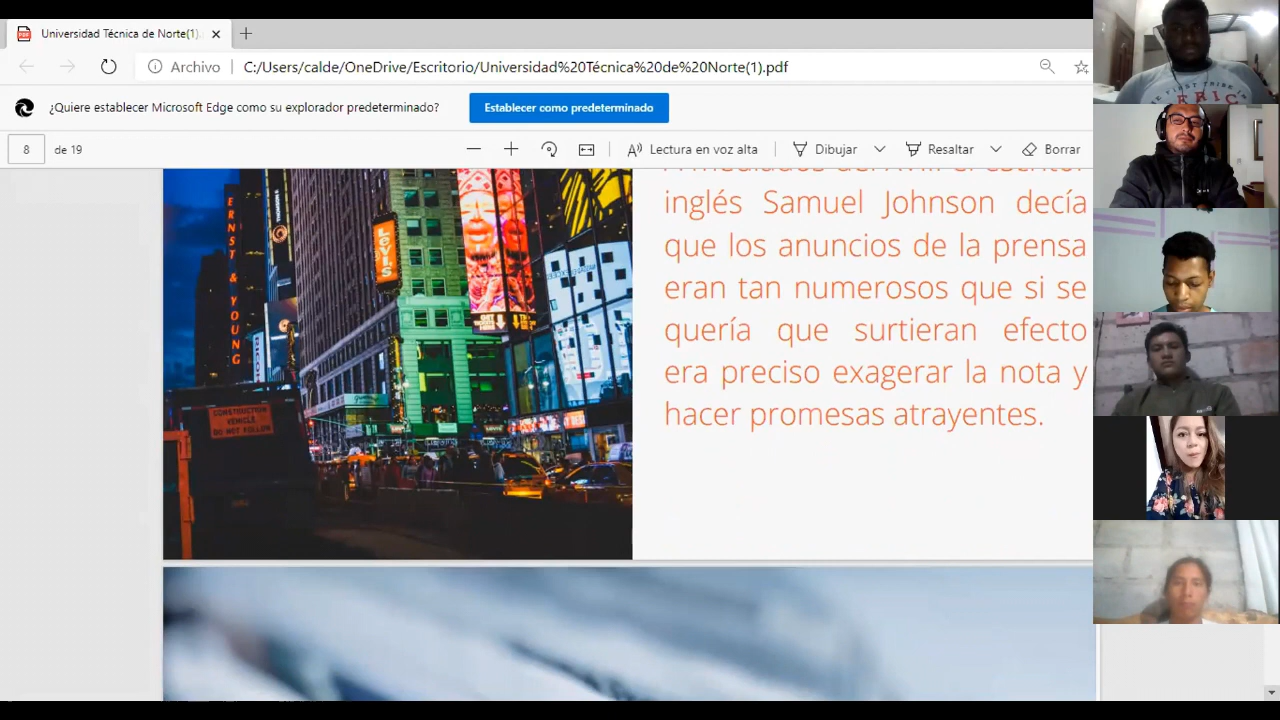 Universidad Técnica de Norte(1).
Archivo
C:/Users/calde/OneDrive/Escritorio/Universidad%20Técnica%20de%20Norte(1).pdf
¿Quiere establecer Microsoft Edge como su explorador predeterminado?
Establecer como predeterminado
8 de 19
Lectura en voz alta
Dibujar
Resaltar
Borrar
inglés Samuel Johnson decía
que los anuncios de la prensa
eran tan numerosos que si se
quería que surtieran efecto
era preciso exagerar la nota y
hacer promesas atrayentes.
ERNST & YOUNG
Levi's
CONSTRUCTION
VEHICLE
DO NOT FOLLOW